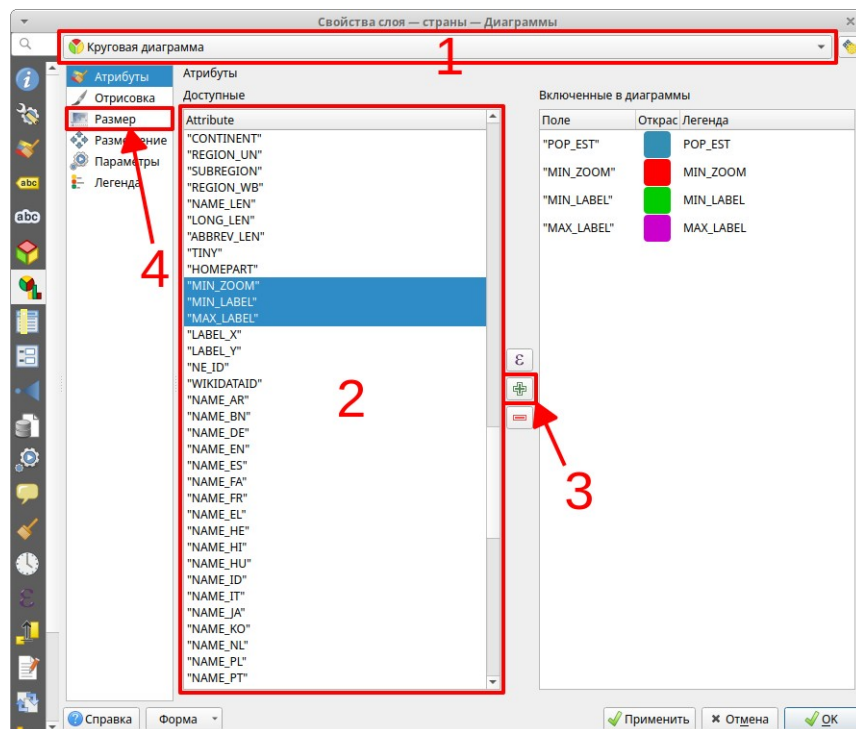 Свойства слоя — страны — Диаграммы
Круговая диаграмма
1
Атрибуты
Отрисовка
Размер
Размещение
Параметры
Легенда
4
Атрибуты
Доступные
Attribute
"CONTINENT"
"REGION_UN"
"SUBREGION"
"REGION_WB"
"NAME_LEN"
"LONG_LEN"
"ABBREV_LEN"
"TINY"
"HOMEPART"
"MIN_ZOOM"
"MIN_LABEL"
"MAX_LABEL"
"LABEL_X"
"LABEL_Y"
"NE_ID"
"WIKIDATAID"
"NAME_AR"
"NAME_BN"
"NAME_DE"
"NAME_EN"
"NAME_ES"
"NAME_FA"
"NAME_FR"
"NAME_EL"
"NAME_HE"
"NAME_HI"
"NAME_HU"
"NAME_ID"
"NAME_IT"
"NAME_JA"
"NAME_KO"
"NAME_NL"
"NAME_PL"
"NAME_PT"
2
ε
3
Включенные в диаграммы
Поле Открас Легенда
"POP_EST" POP_EST
"MIN_ZOOM" MIN_ZOOM
"MIN_LABEL" MIN_LABEL
"MAX_LABEL" MAX_LABEL
abc
abc
Справка Форма Применить Отмена OK